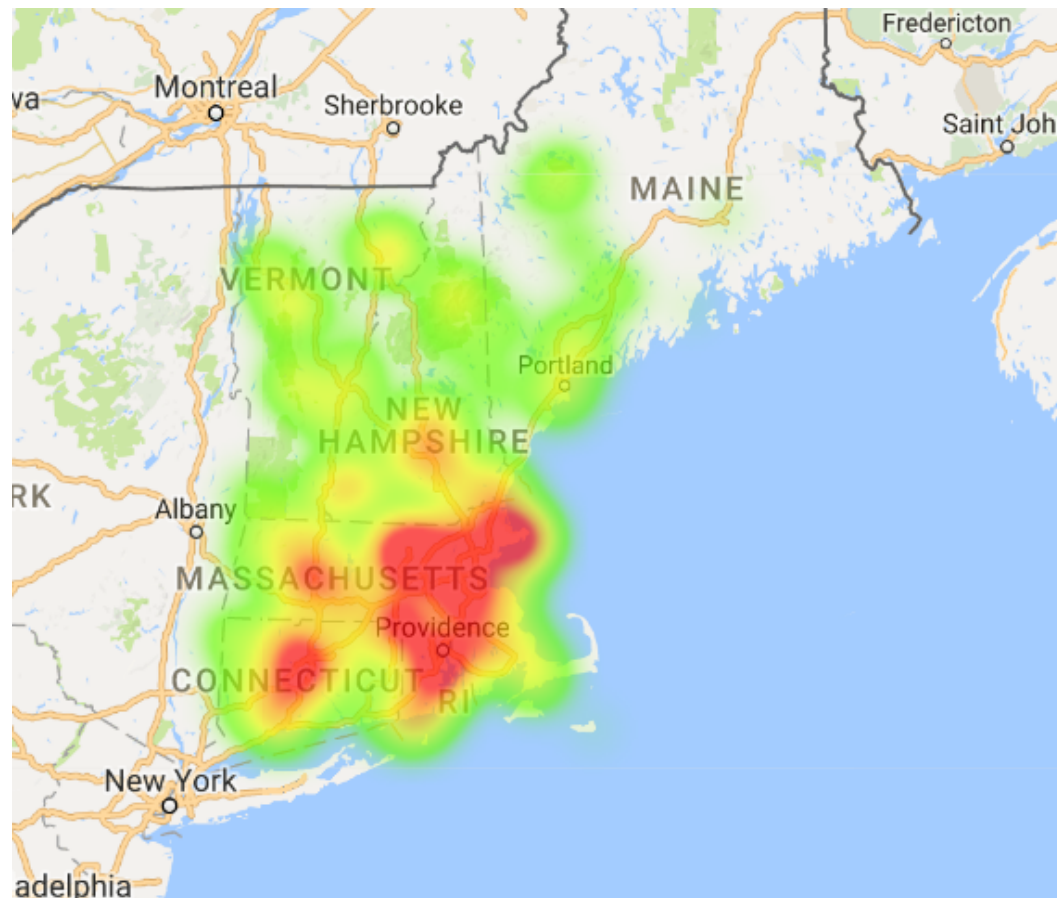 Fredericton
Montreal
wa
Sherbrooke
Saint Joh
MAINE
VERMONT
Portland
NEW
HAMPSHIRE
RK
Albany
MASSACHUSETTS
Providence
CONNECTICUT
RI
New York
adelphia